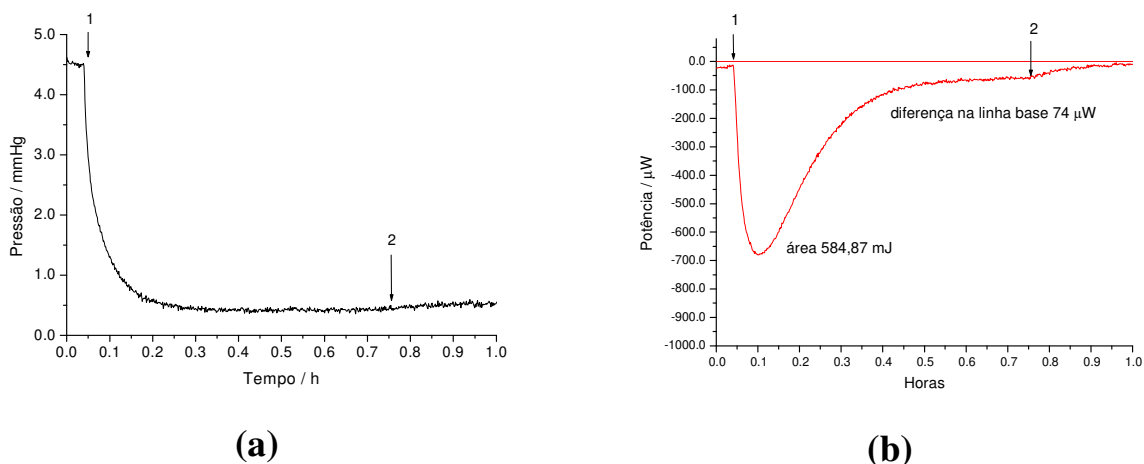 1
5.0
4.0
3.0
2.0
1.0
0.0
2
0.0 0.1 0.2 0.3 0.4 0.5 0.6 0.7 0.8 0.9 1.0
Pressão / mmHg
Tempo / h
(a)
1
2
0.0
-100.0
-200.0
-300.0
-400.0
-500.0
-600.0
-700.0
-800.0
-900.0
-1000.0
diferença na linha base 74 µW
área 584,87 mJ
0.0 0.1 0.2 0.3 0.4 0.5 0.6 0.7 0.8 0.9 1.0
Potência / µW
Horas
(b)